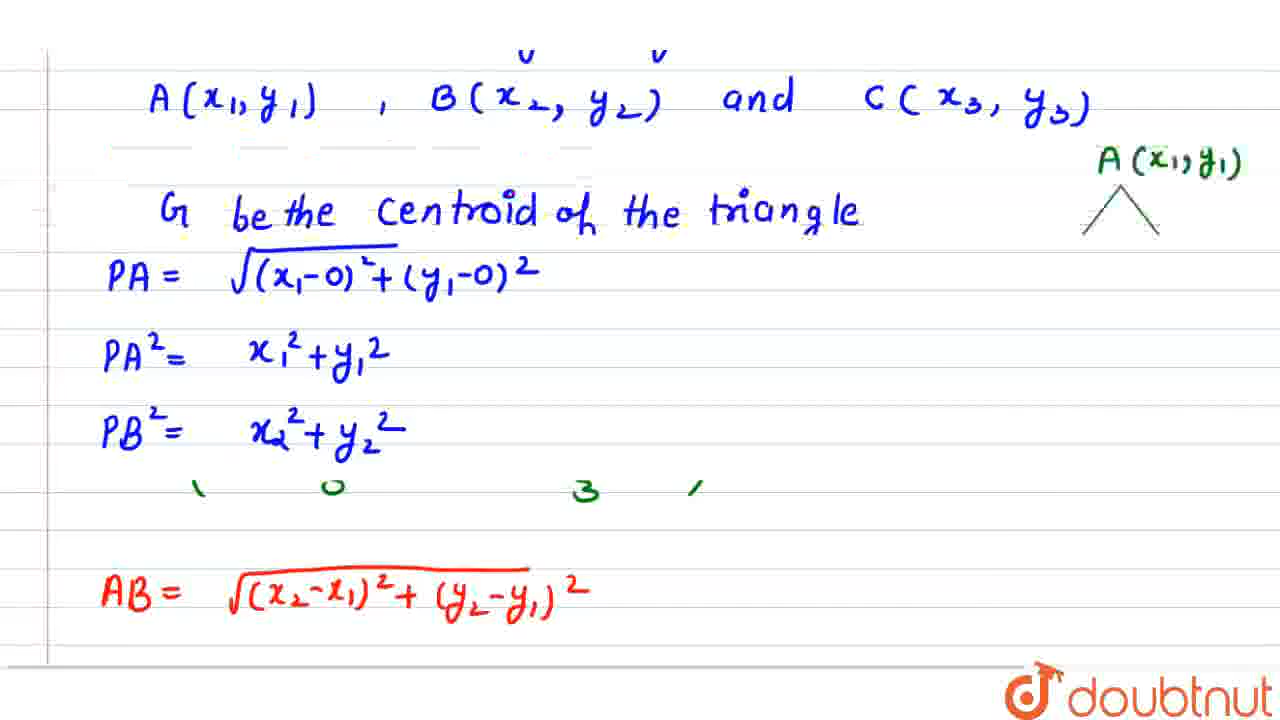 A(x₁, y₁) , B(x₂, y₂) and C(x₃, y₃)
A(x₁, y₁)
G be the centroid of the triangle
PA = √(x₁-0)²+(y₁-0)²
PA² = x₁²+y₁²
PB² = x₂²+y₂²
3
AB = √(x₂-x₁)²+(y₂-y₁)²
doubtnut